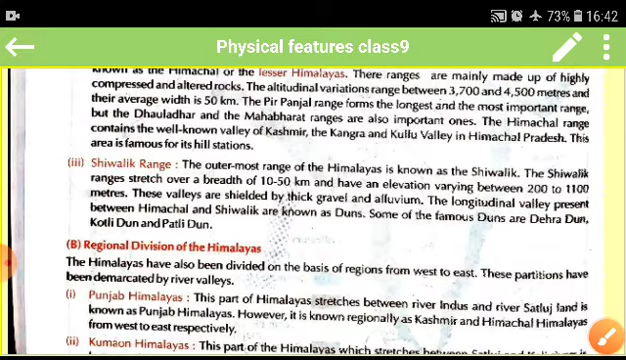 73% 16:42
Physical features class9
known as the Himachal or the lesser Himalayas. There ranges are mainly made up of highly
compressed and altered rocks. The altitudinal variations range between 3,700 and 4,500 metres and
their average width is 50 km. The Pir Panjal range forms the longest and the most important range,
but the Dhauladhar and the Mahabharat ranges are also important ones. The Himachal range
contains the well-known valley of Kashmir, the Kangra and Kullu Valley in Himachal Pradesh. This
area is famous for its hill stations.
(iii) Shiwalik Range : The outer-most range of the Himalayas is known as the Shiwalik. The Shiwalik
ranges stretch over a breadth of 10-50 km and have an elevation varying between 200 to 1100
metres. These valleys are shielded by thick gravel and alluvium. The longitudinal valley present
between Himachal and Shiwalik are known as Duns. Some of the famous Duns are Dehra Dun,
Kotli Dun and Patli Dun.
(B) Regional Division of the Himalayas
The Himalayas have also been divided on the basis of regions from west to east. These partitions have
been demarcated by river valleys.
(i) Punjab Himalayas : This part of Himalayas stretches between river Indus and river Satluj land is
known as Punjab Himalayas. However, it is known regionally as Kashmir and Himachal Himalayas
from west to east respectively.
(ii) Kumaon Himalayas : This part of the Himalayas which stretches between Satluj and